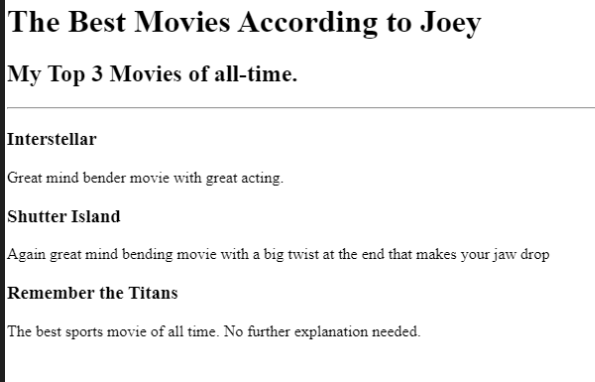 The Best Movies According to Joey
My Top 3 Movies of all-time.
Interstellar
Great mind bender movie with great acting.
Shutter Island
Again great mind bending movie with a big twist at the end that makes your jaw drop
Remember the Titans
The best sports movie of all time. No further explanation needed.